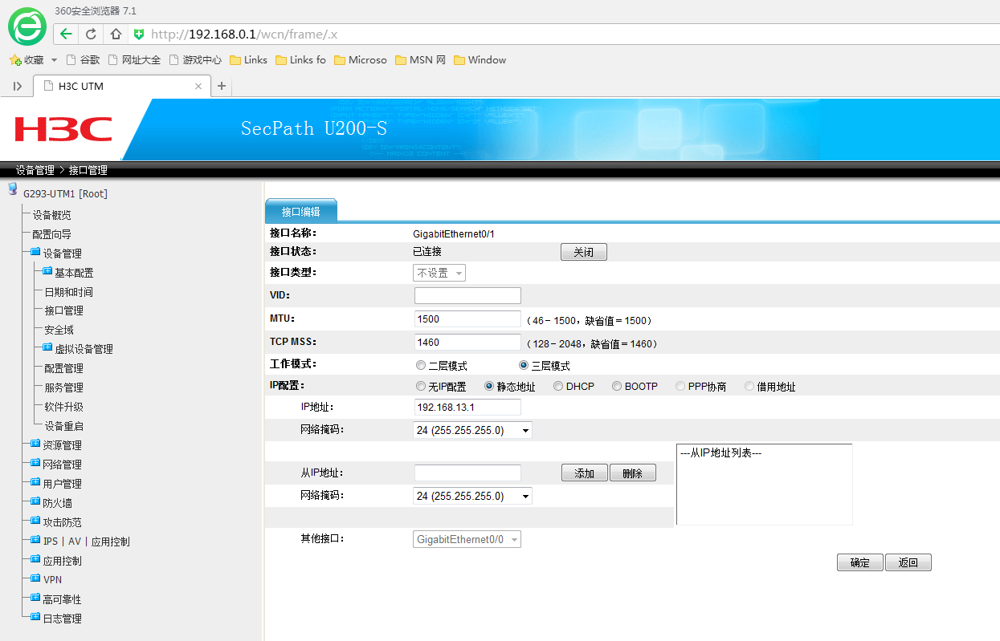 360安全浏览器 7.1
http://192.168.0.1/wcn/frame/.x
收藏 谷歌 网址大全 游戏中心 Links Links fo Microso MSN 网 Window
H3C UTM
H3C SecPath U200-S
设备管理 > 接口管理
G293-UTM1 [Root]
设备概览
配置向导
设备管理
基本配置
日期和时间
接口管理
安全域
虚拟设备管理
配置管理
服务管理
软件升级
设备重启
资源管理
网络管理
用户管理
防火墙
攻击防范
IPS | AV | 应用控制
应用控制
VPN
高可靠性
日志管理
接口编辑
接口名称: GigabitEthernet0/1
接口状态: 已连接 关闭
接口类型: 不设置
VID:
MTU: 1500 (46-1500, 缺省值=1500)
TCP MSS: 1460 (128-2048, 缺省值=1460)
工作模式: 二层模式 三层模式
IP配置: 无IP配置 静态地址 DHCP BOOTP PPP协商 借用地址
IP地址: 192.168.13.1
网络掩码: 24 (255.255.255.0)
---从IP地址列表---
从IP地址: 添加 删除
网络掩码: 24 (255.255.255.0)
其他接口: GigabitEthernet0/0
确定 返回